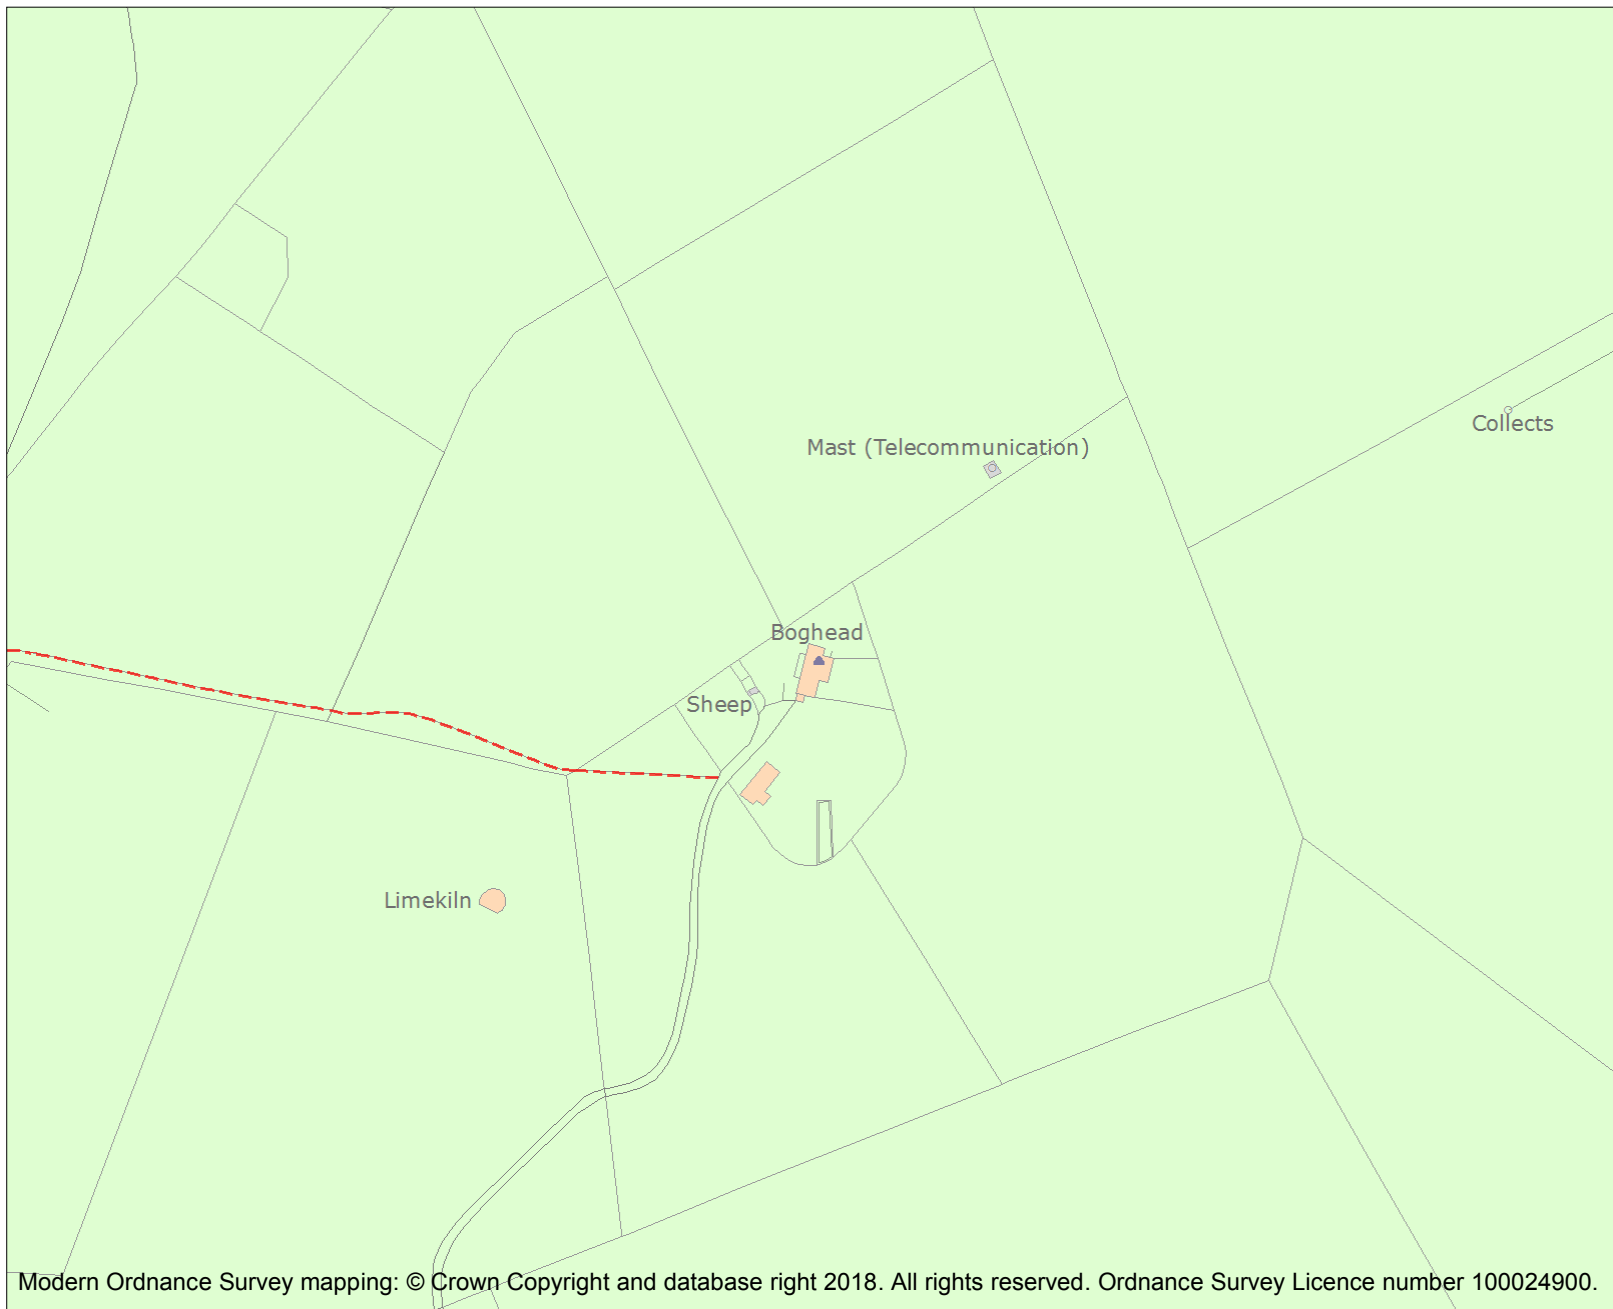 Collects
Mast (Telecommunication)
Boghead
Sheep
Limekiln
Modern Ordnance Survey mapping: © Crown Copyright and database right 2018. All rights reserved. Ordnance Survey Licence number 100024900.